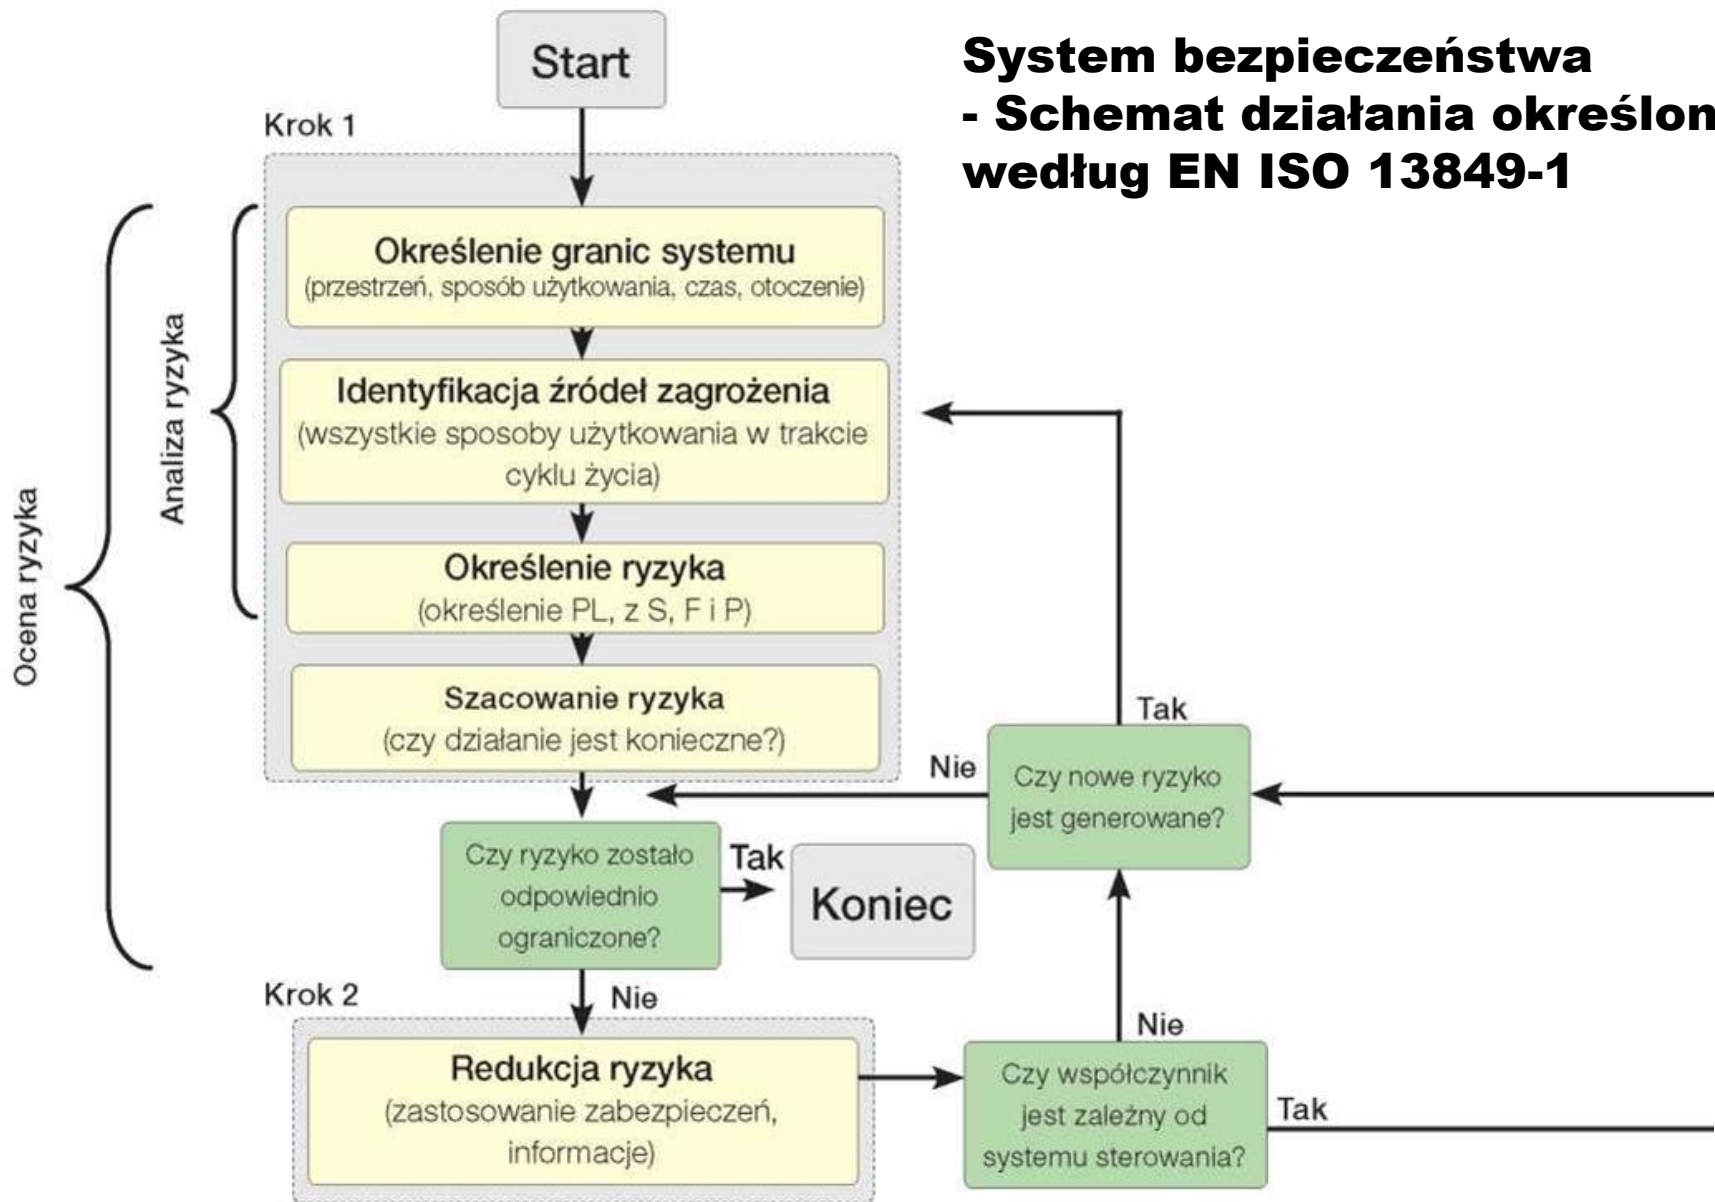 Start
System bezpieczeństwa
- Schemat działania określon
według EN ISO 13849-1
Krok 1
Określenie granic systemu
(przestrzeń, sposób użytkowania, czas, otoczenie)
Identyfikacja źródeł zagrożenia
(wszystkie sposoby użytkowania w trakcie
cyklu życia)
Określenie ryzyka
(określenie PL, z S, F i P)
Szacowanie ryzyka
(czy działanie jest konieczne?)
Analiza ryzyka
Ocena ryzyka
Tak
Nie
Czy nowe ryzyko
jest generowane?
Czy ryzyko zostało
odpowiednio
ograniczone?
Tak
Koniec
Krok 2
Nie
Redukcja ryzyka
(zastosowanie zabezpieczeń,
informacje)
Nie
Czy współczynnik
jest zależny od
systemu sterowania?
Tak